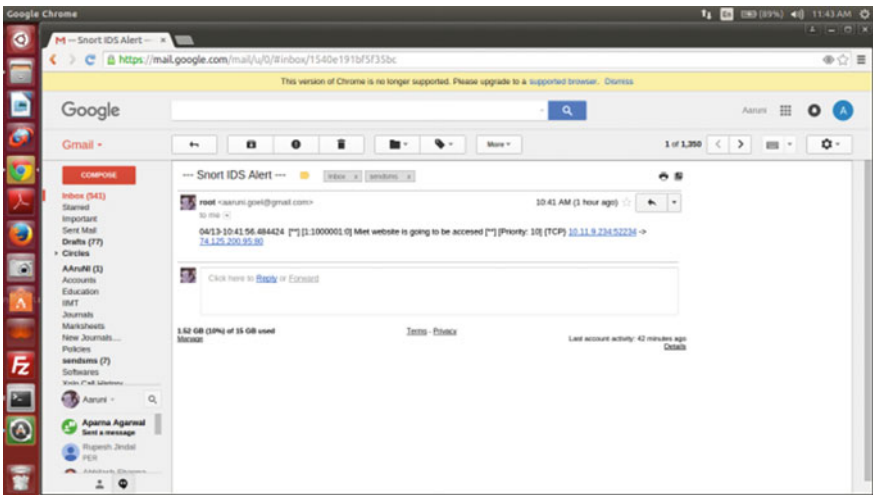 Google Chrome
En (89%) 11:43 AM
M --- Snort IDS Alert --- ×
https://mail.google.com/mail/u/0/#inbox/1540e191bf5f35bc
This version of Chrome is no longer supported. Please upgrade to a supported browser. Dismiss
Google
Aaruni
A
Gmail
More
1 of 1,350
COMPOSE
Inbox (541)
Starred
Important
Sent Mail
Drafts (77)
Circles
AAruNI (1)
Accounts
Education
IIMT
Journals
Marksheets
New Journals....
Policies
sendsms (7)
Softwares
--- Snort IDS Alert ---
Inbox x
sendsms x
root <aaruni.goel@gmail.com>
10:41 AM (1 hour ago)
to me
04/13-10:41:56.484424 [**] [1:1000001:0] Miet website is going to be accesed [**] [Priority: 10] {TCP} 10.11.9.234:52234 ->
74.125.200.95:80
Click here to Reply or Forward
1.52 GB (10%) of 15 GB used
Manage
Terms - Privacy
Last account activity: 42 minutes ago
Details
Aaruni
Aparna Agarwal
Sent a message
Rupesh Jindal
PER